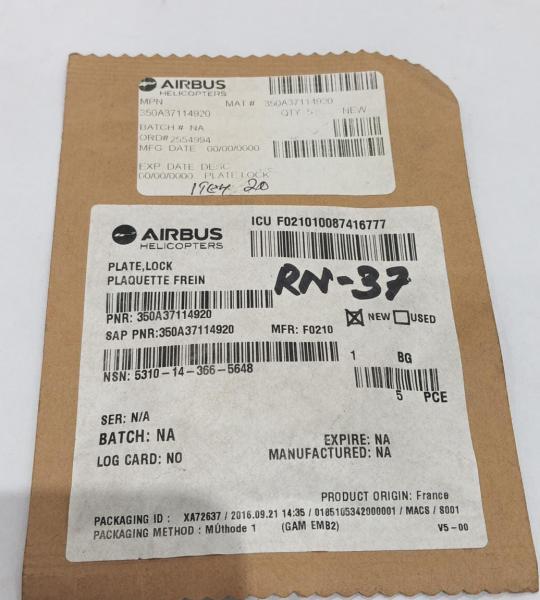 AIRBUS
HELICOPTERS
MPN MAT # 350A37114920
350A37114920 QTY 5 NEW
BATCH # NA
ORD# 2554994
MFG DATE 00/00/0000
EXP DATE DESC
00/00/0000 PLATE,LOCK
ITEM 20
AIRBUS
HELICOPTERS
ICU F021010087416777
PLATE,LOCK
PLAQUETTE FREIN
RN-37
PNR: 350A37114920
SAP PNR:350A37114920 MFR: F0210
NEW USED
NSN: 5310-14-366-5648
1 BG
5 PCE
SER: N/A
BATCH: NA EXPIRE: NA
LOG CARD: NO MANUFACTURED: NA
PRODUCT ORIGIN: France
PACKAGING ID : XA72637 / 2016.09.21 14:35 / 0185105342000001 / MACS / S001
PACKAGING METHOD : MÚthode 1 (GAM EMB2) V5-00